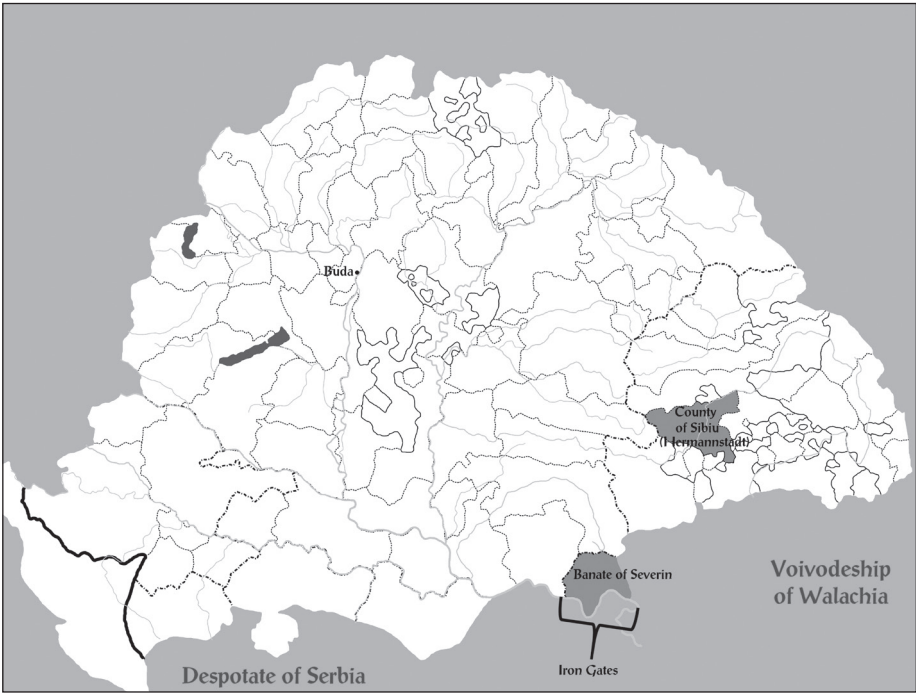 Buda
County
of Sibiu
(Hermannstadt)
Banate of Severin
Voivodeship
of Walachia
Iron Gates
Despotate of Serbia